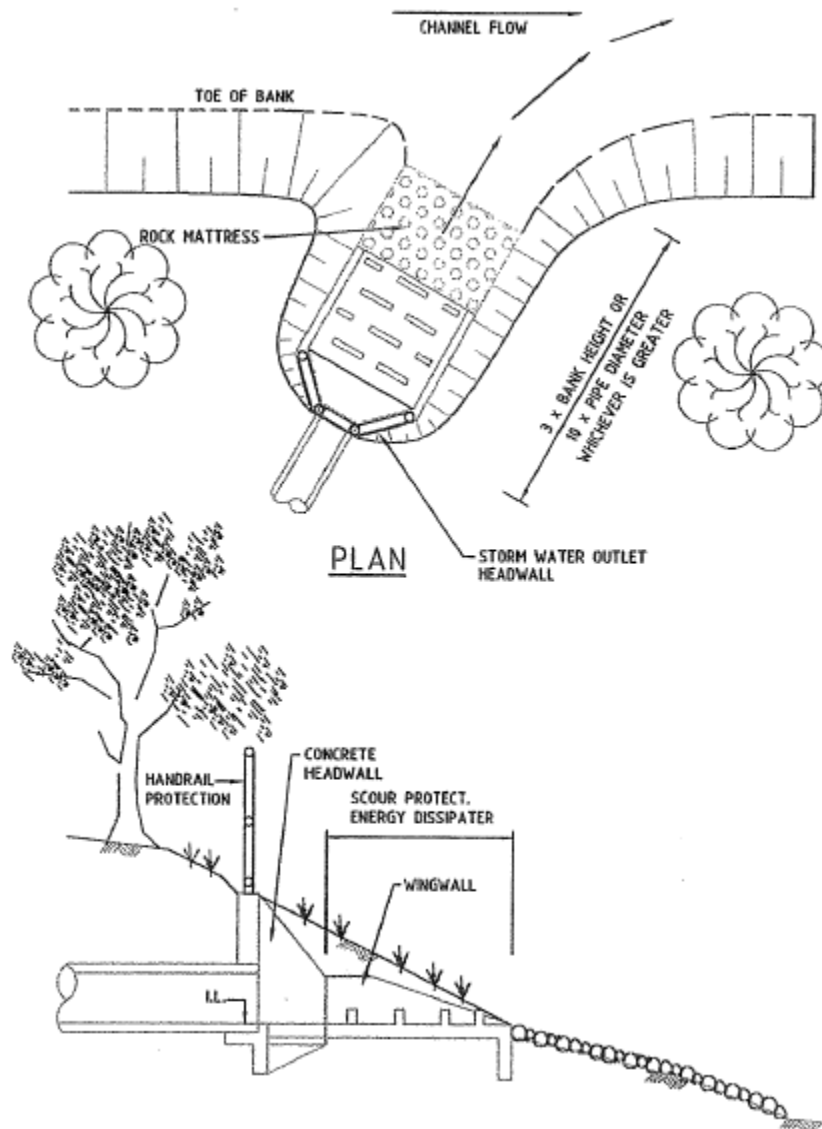 CHANNEL FLOW
TOE OF BANK
ROCK MATTRESS
3 x BANK HEIGHT OR
10 x PIPE DIAMETER
WHICHEVER IS GREATER
PLAN
STORM WATER OUTLET
HEADWALL
CONCRETE
HEADWALL
HANDRAIL
PROTECTION
SCOUR PROTECT.
ENERGY DISSIPATER
WINGWALL
I.L.